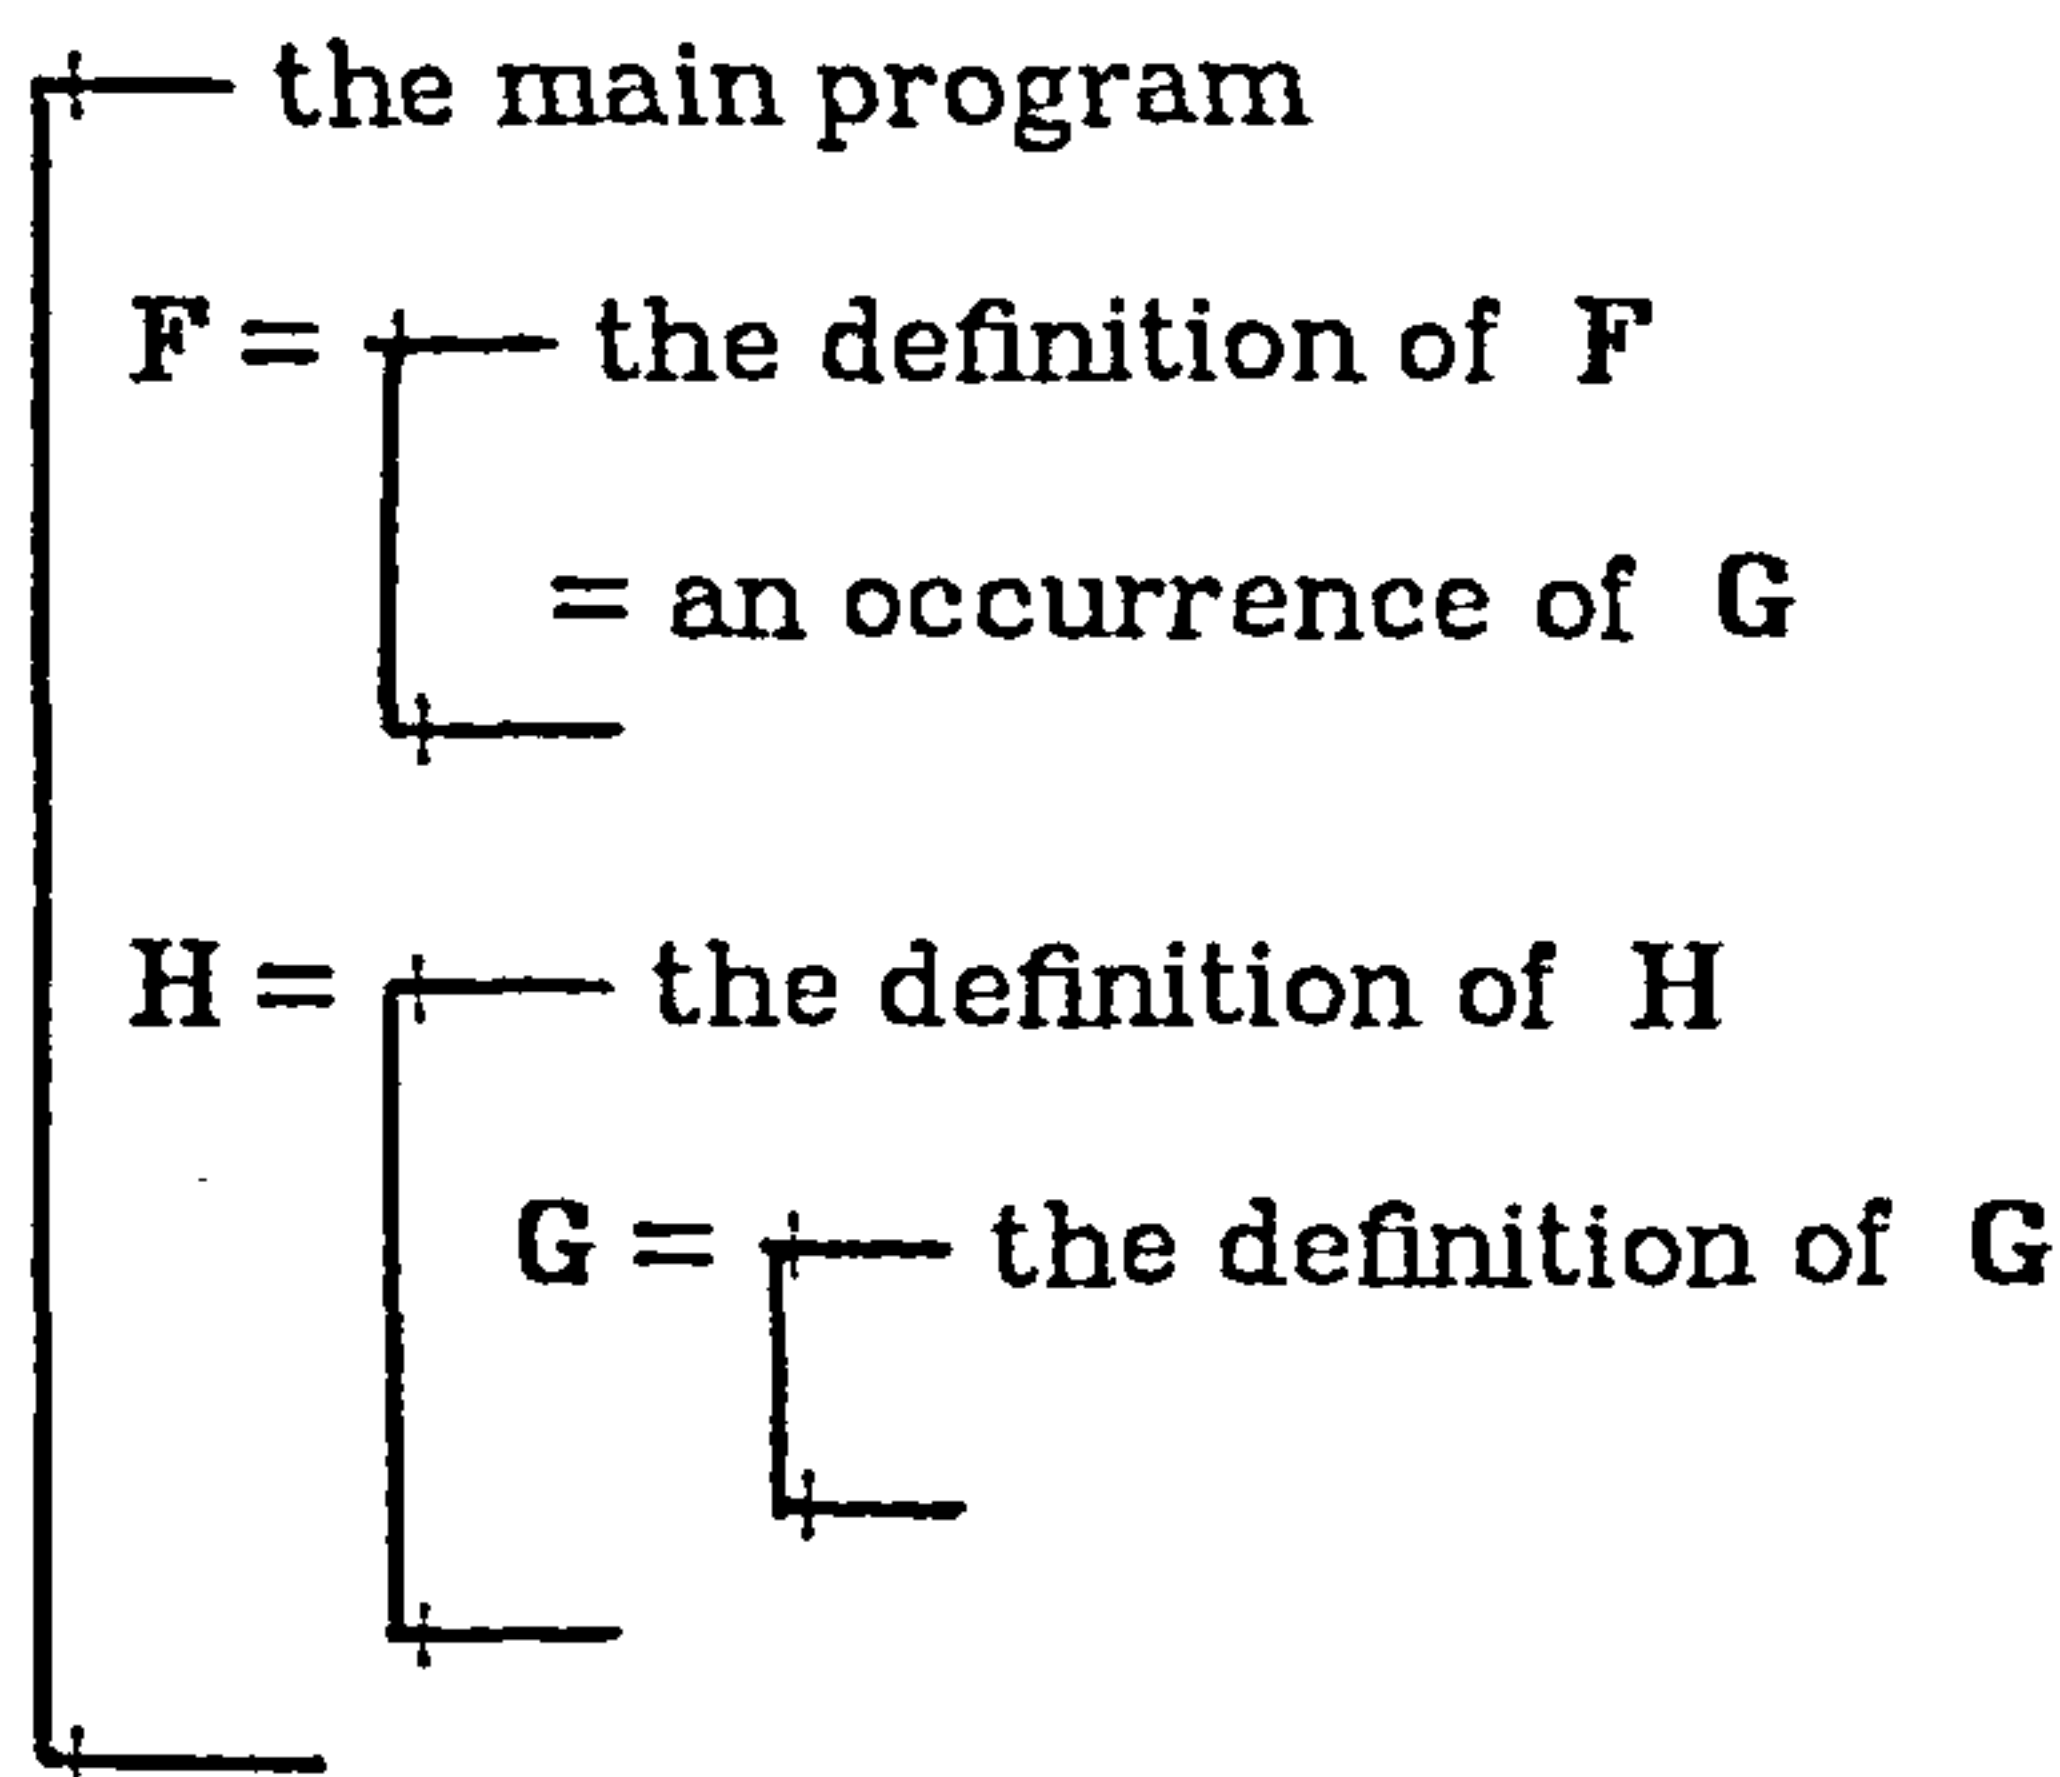 the main program
F = the definition of F
= an occurrence of G
H = the definition of H
G = the definition of G